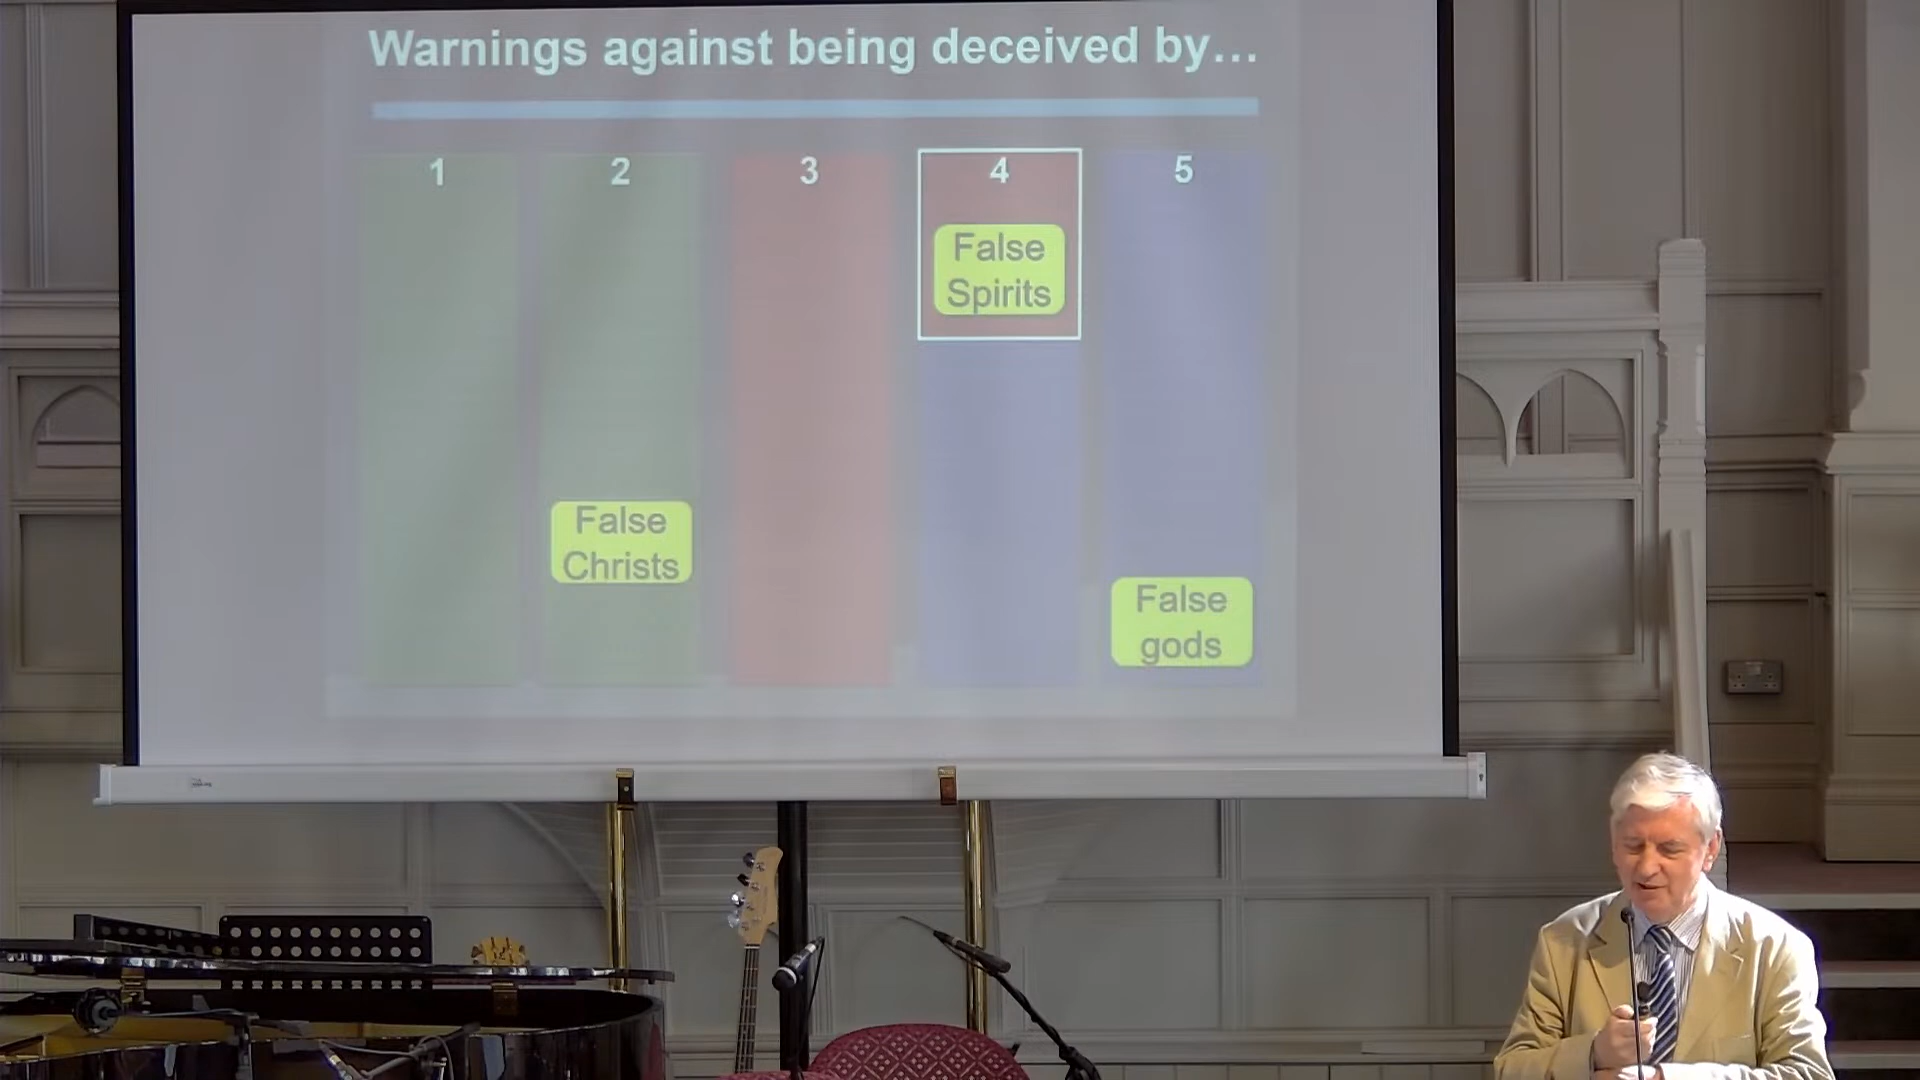 Warnings against being deceived by...
1 2 3 4 5
False
Spirits
False
Christs
False
gods